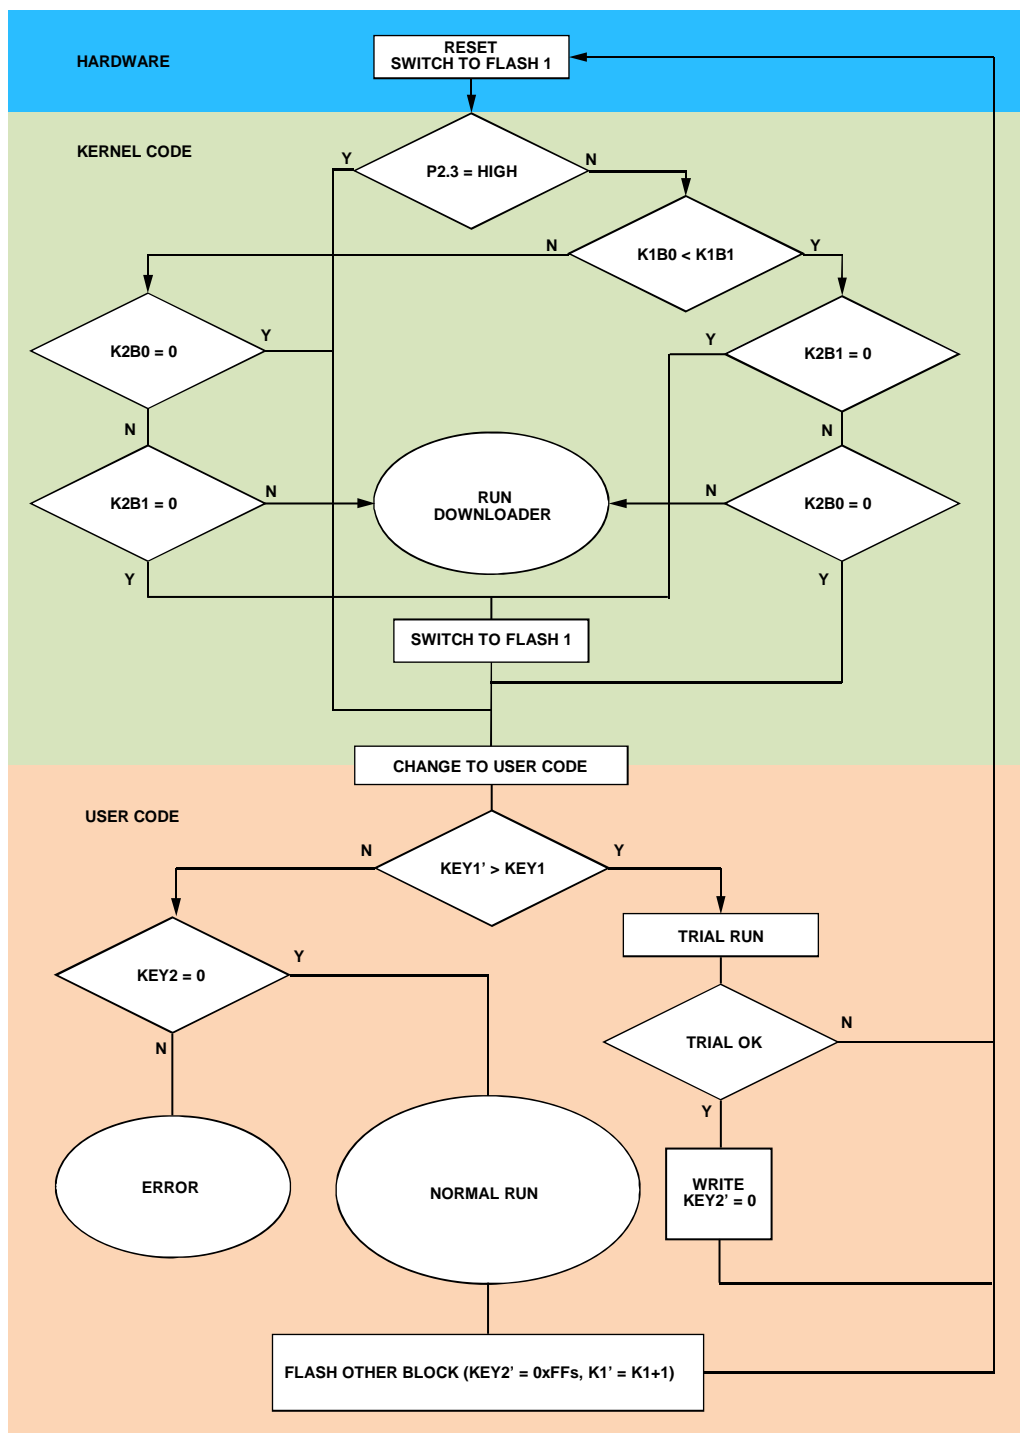 RESET
SWITCH TO FLASH 1
HARDWARE
KERNEL CODE
Y
P2.3 = HIGH
N
N
K1B0 < K1B1
Y
K2B0 = 0
Y
Y
K2B1 = 0
N
N
K2B1 = 0
N
RUN
DOWNLOADER
N
K2B0 = 0
Y
Y
SWITCH TO FLASH 1
CHANGE TO USER CODE
USER CODE
N
KEY1' > KEY1
Y
TRIAL RUN
KEY2 = 0
Y
N
TRIAL OK
N
Y
ERROR
NORMAL RUN
WRITE
KEY2' = 0
FLASH OTHER BLOCK (KEY2' = 0xFFs, K1' = K1+1)